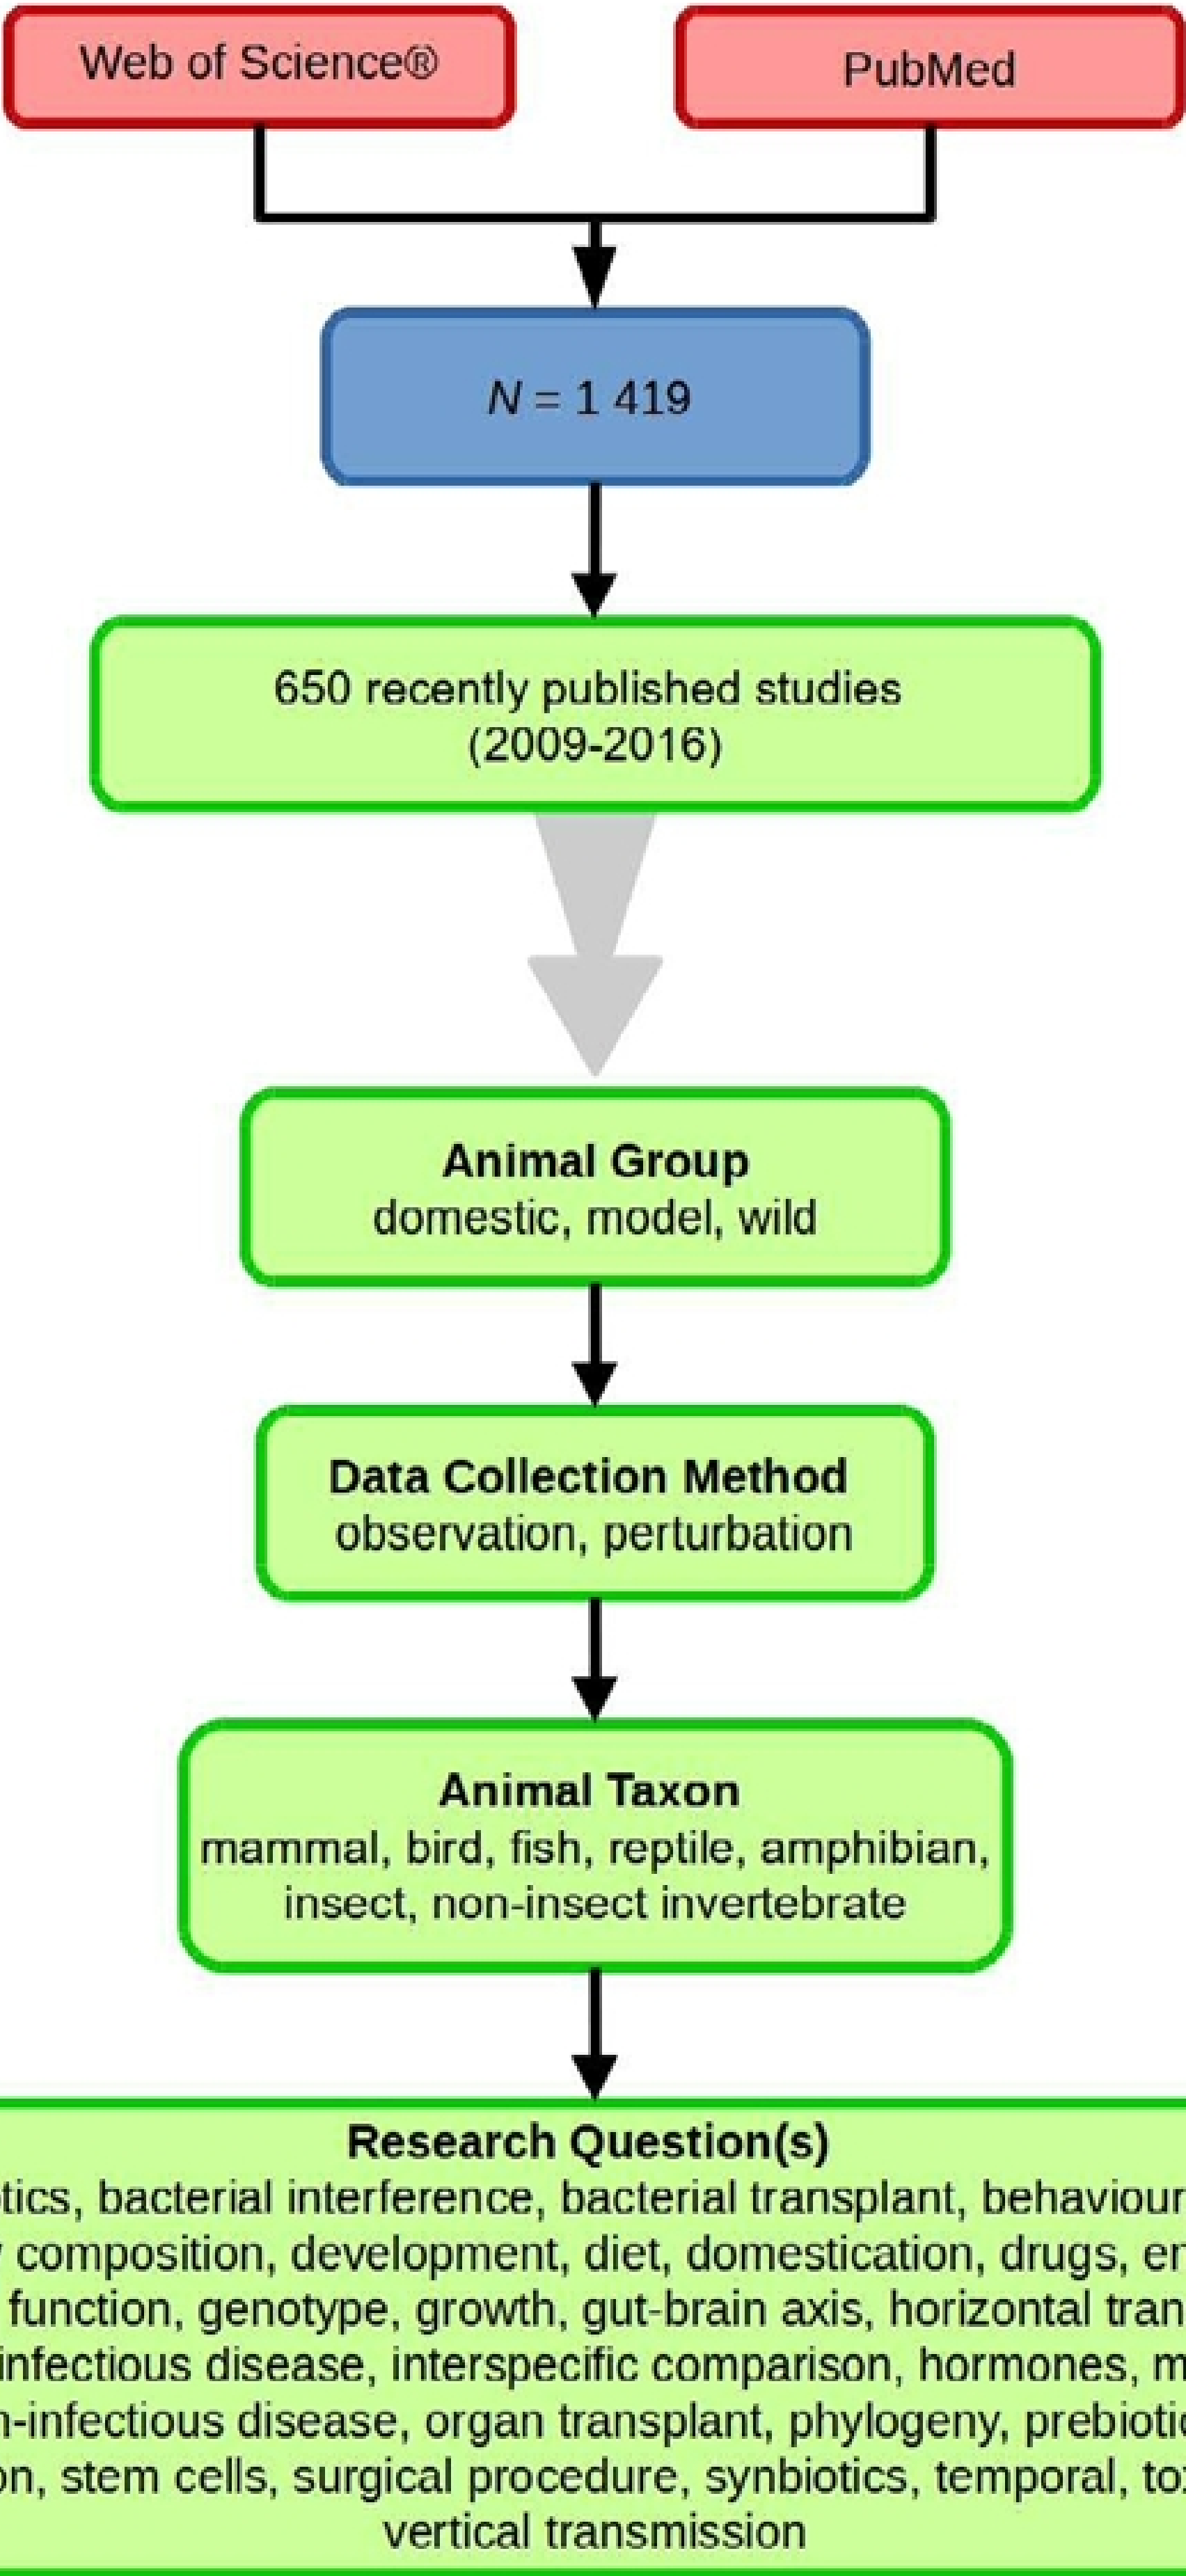 Web of Science®
PubMed
N = 1 419
650 recently published studies
(2009-2016)
Animal Group
domestic, model, wild
Data Collection Method
observation, perturbation
Animal Taxon
mammal, bird, fish, reptile, amphibian,
insect, non-insect invertebrate
Research Question(s)
bacterial interference, bacterial transplant, behaviour
composition, development, diet, domestication, drugs,
function, genotype, growth, gut-brain axis, horizontal
infectious disease, interspecific comparison, hormones,
-infectious disease, organ transplant, phylogeny,
stem cells, surgical procedure, synbiotics, temporal,
vertical transmission